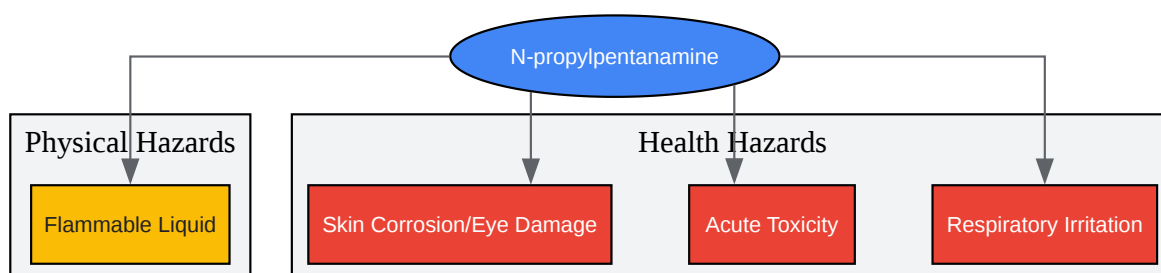 N-propylpentanamine
Physical Hazards
Health Hazards
Flammable Liquid
Skin Corrosion/Eye Damage
Acute Toxicity
Respiratory Irritation